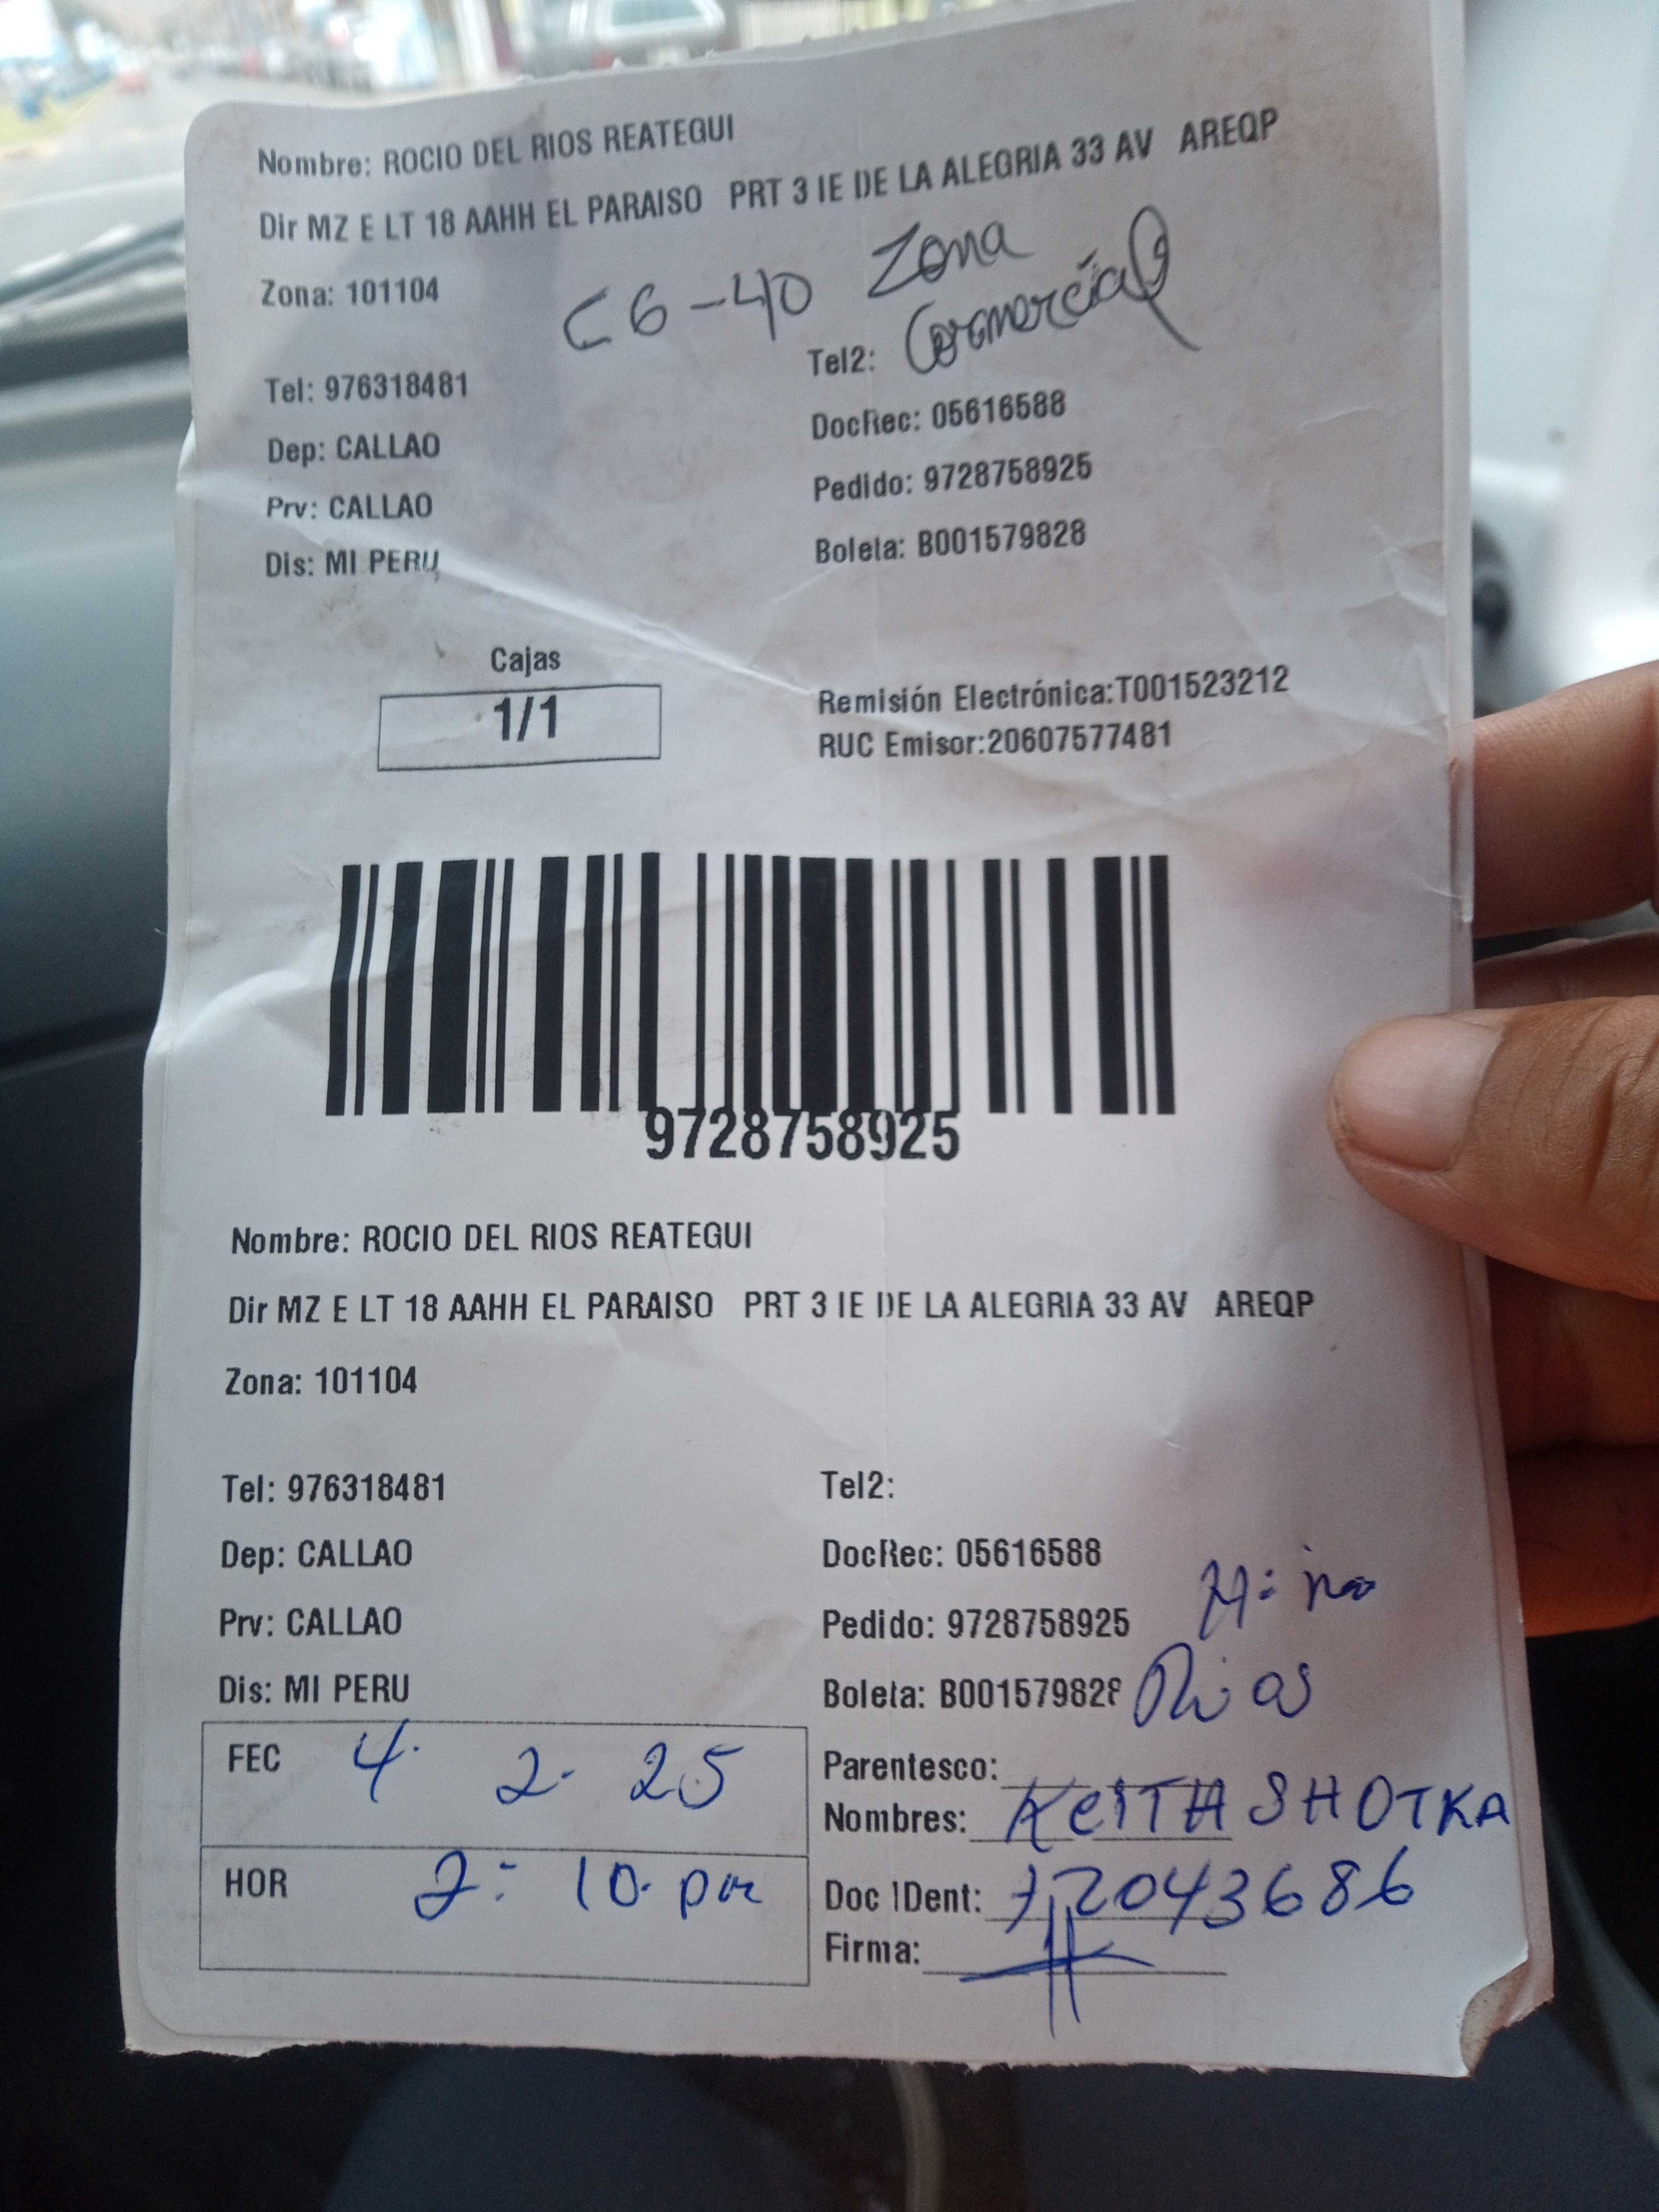 Nombre: ROCIO DEL RIOS REATEGUI
Dir MZ E LT 18 AAHH EL PARAISO PRT 3 IE DE LA ALEGRIA 33 AV AREQP
Zona: 101104
C6-40 Zona
Comercial
Tel: 976318481 Tel2:
Dep: CALLAO DocRec: 05616588
Prv: CALLAO Pedido: 9728758925
Dis: MI PERU Boleta: B001579828
Cajas
1/1
Remisión Electrónica:T001523212
RUC Emisor:20607577481
9728758925
Nombre: ROCIO DEL RIOS REATEGUI
Dir MZ E LT 18 AAHH EL PARAISO PRT 3 IE DE LA ALEGRIA 33 AV AREQP
Zona: 101104
Tel: 976318481 Tel2:
Dep: CALLAO DocRec: 05616588
Prv: CALLAO Pedido: 9728758925
Dis: MI PERU Boleta: B001579828
Rios
FEC 4. 2. 25
Parentesco:
Nombres: KEITH SHOTKA
HOR 2: 10. pm
Doc IDent: 72043686
Firma: